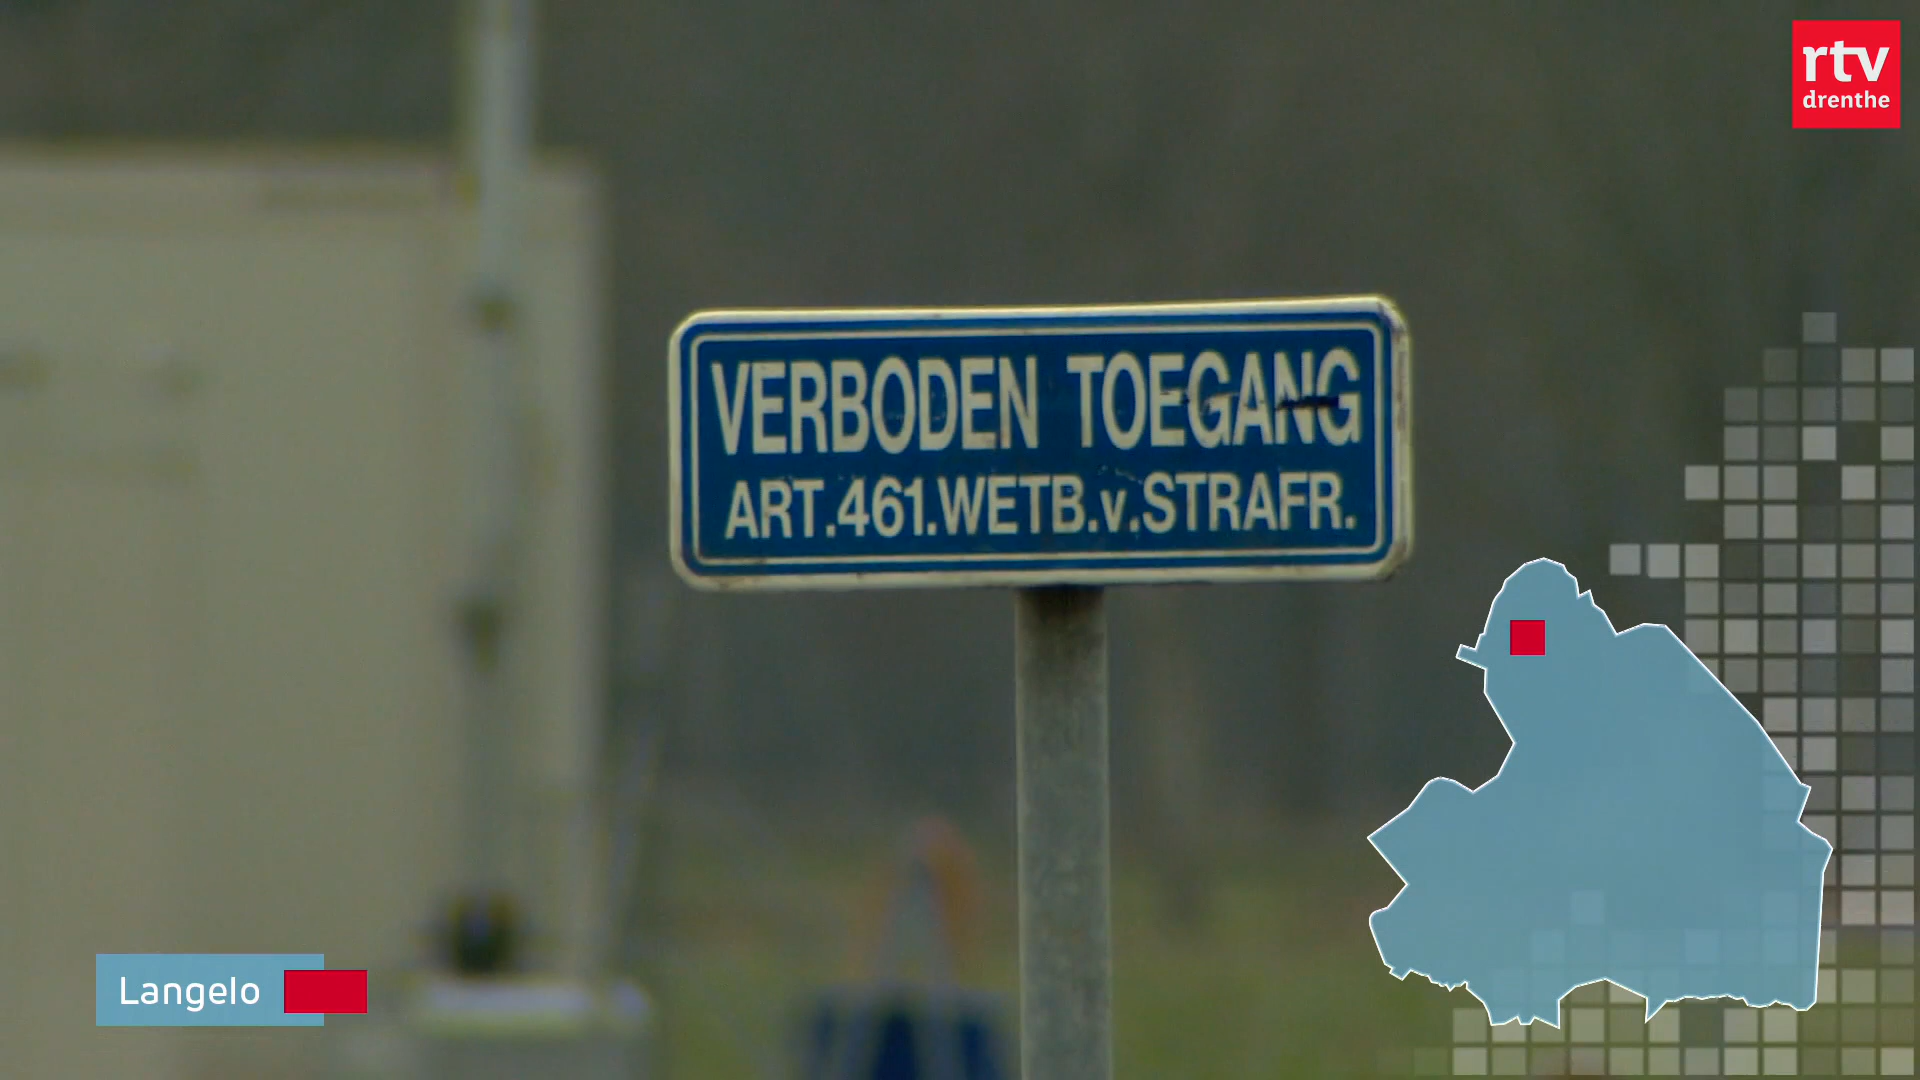 rtv
drenthe
VERBODEN TOEGANG
ART.461.WETB.v.STRAFR.
Langelo